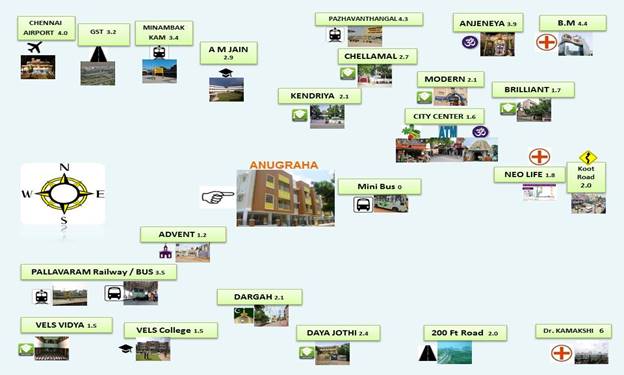 CHENNAI
AIRPORT 4.0
GST 3.2
MINAMBAK
KAM 3.4
A M JAIN
2.9
PAZHAVANTHANGAL 4.3
ANJENEYA 3.9
B.M 4.4
CHELLAMAL 2.7
KENDRIYA 2.1
MODERN 2.1
BRILLIANT 1.7
CITY CENTER 1.6
ATM
N
W E
S
ANUGRAHA
Mini Bus 0
NEO LIFE 1.8
Koot
Road
2.0
ADVENT 1.2
PALLAVARAM Railway / BUS 3.5
DARGAH 2.1
VELS VIDYA 1.5
VELS College 1.5
DAYA JOTHI 2.4
200 Ft Road 2.0
Dr. KAMAKSHI 6